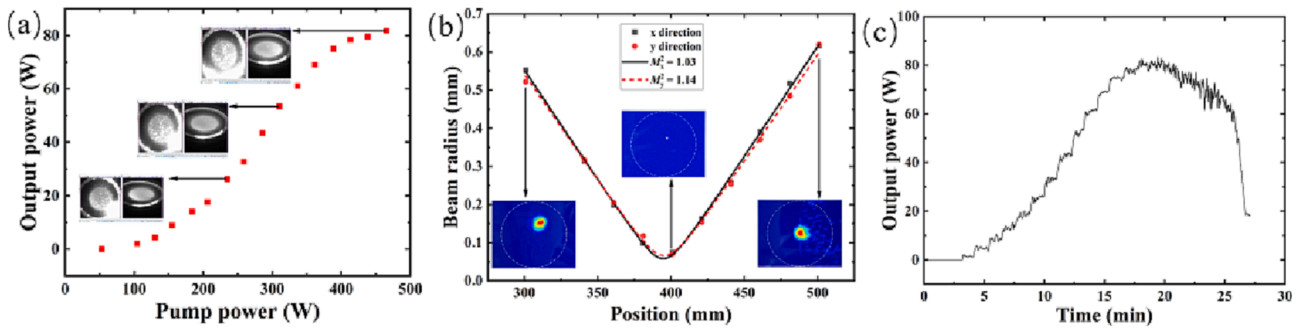 (a)
80
60
40
20
0
Output power (W)
0 100 200 300 400 500
Pump power (W)
(b)
0.7
0.6
0.5
0.4
0.3
0.2
0.1
0.0
Beam radius (mm)
x direction
y direction
M²ₓ = 1.03
M²ᵧ = 1.14
300 350 400 450 500
Position (mm)
(c)
100
80
60
40
20
0
Output power (W)
0 5 10 15 20 25 30
Time (min)